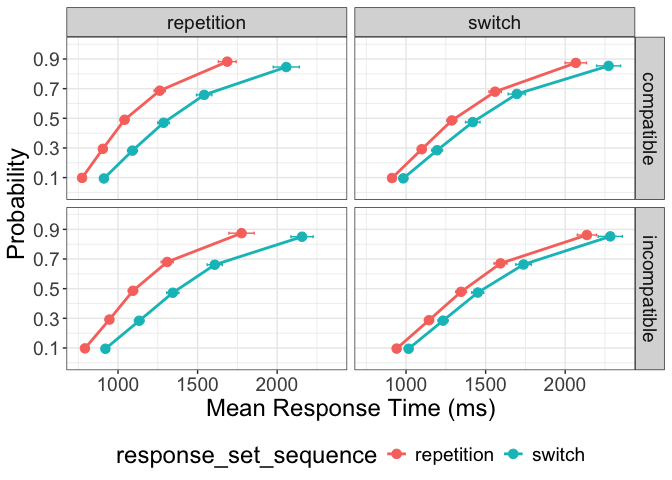 repetition switch
0.9
0.7
0.5
0.3
0.1
compatible
0.9
0.7
0.5
0.3
0.1
incompatible
Probability
1000 1500 2000 1000 1500 2000
Mean Response Time (ms)
response_set_sequence repetition switch